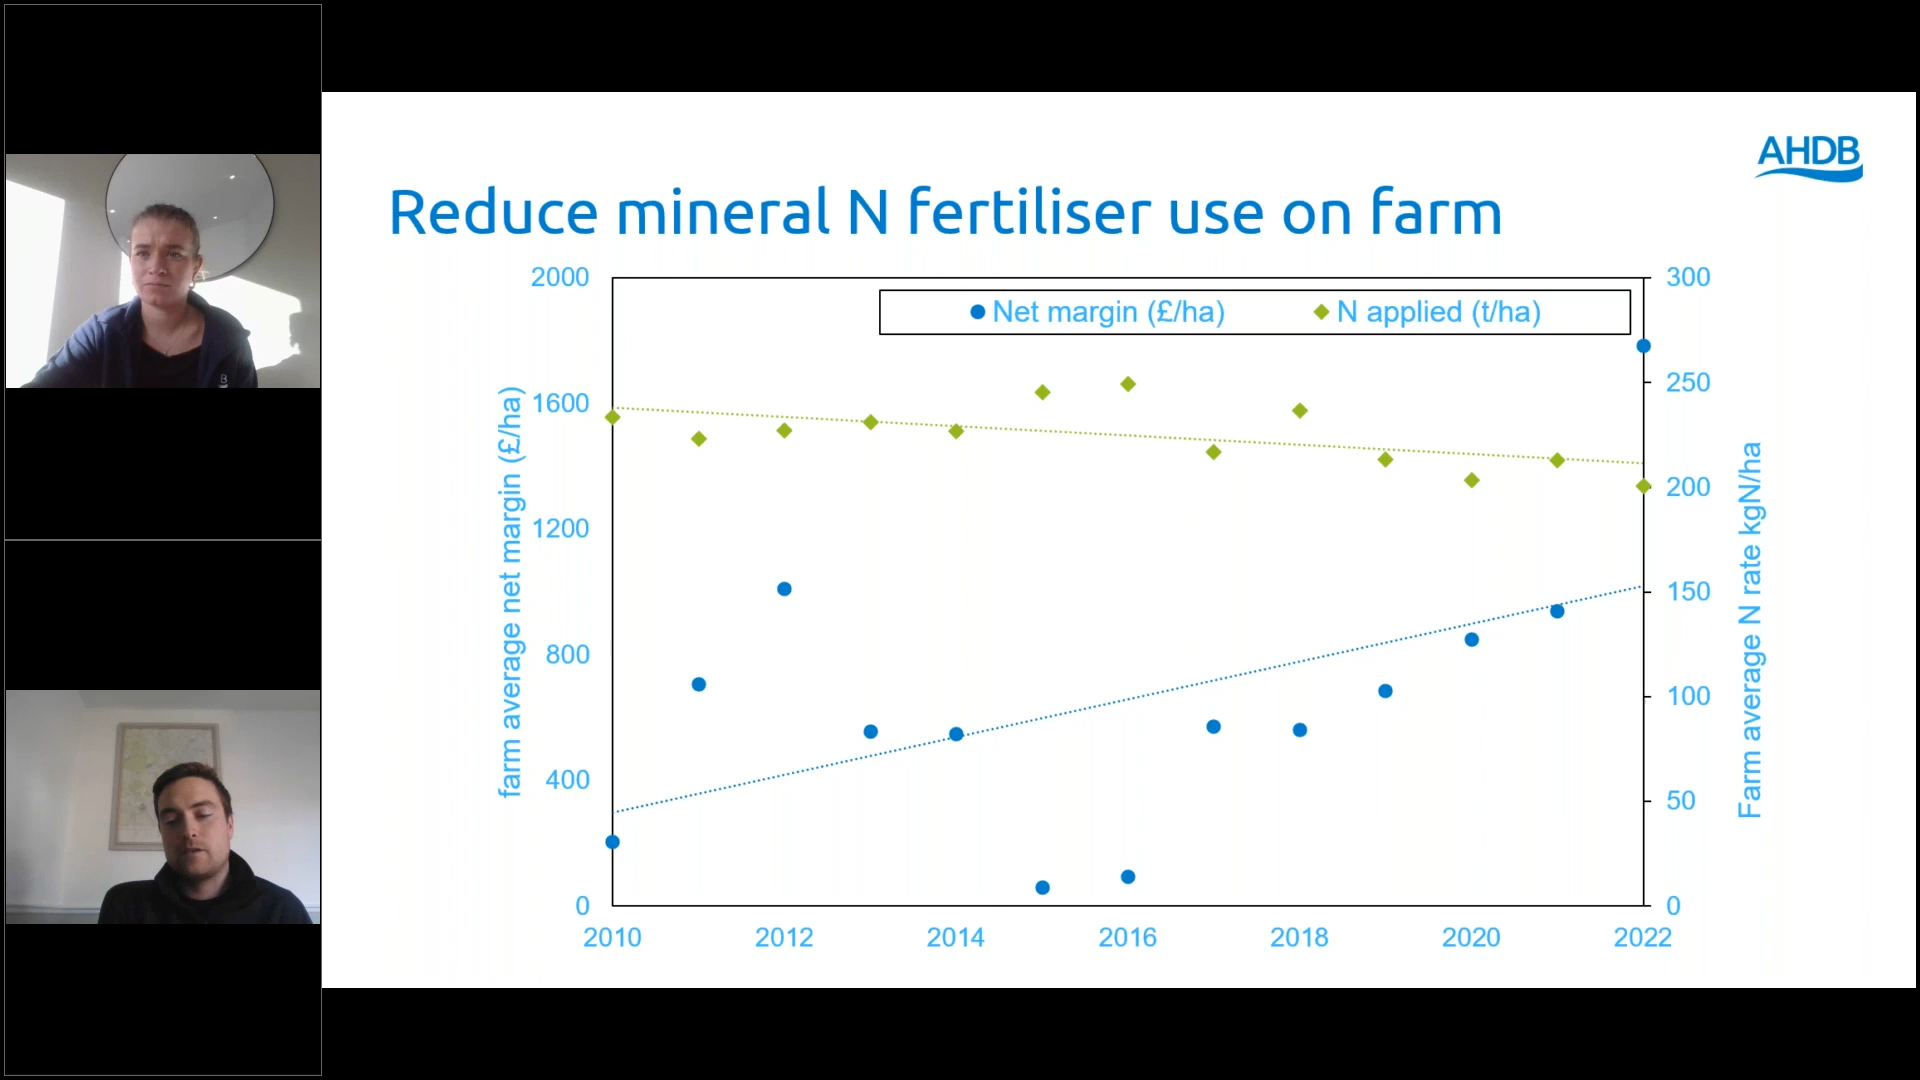 AHDB
Reduce mineral N fertiliser use on farm
Net margin (£/ha) N applied (t/ha)
farm average net margin (£/ha)
2000
1600
1200
800
400
0
300
250
200
150
100
50
0
Farm average N rate kgN/ha
2010 2012 2014 2016 2018 2020 2022